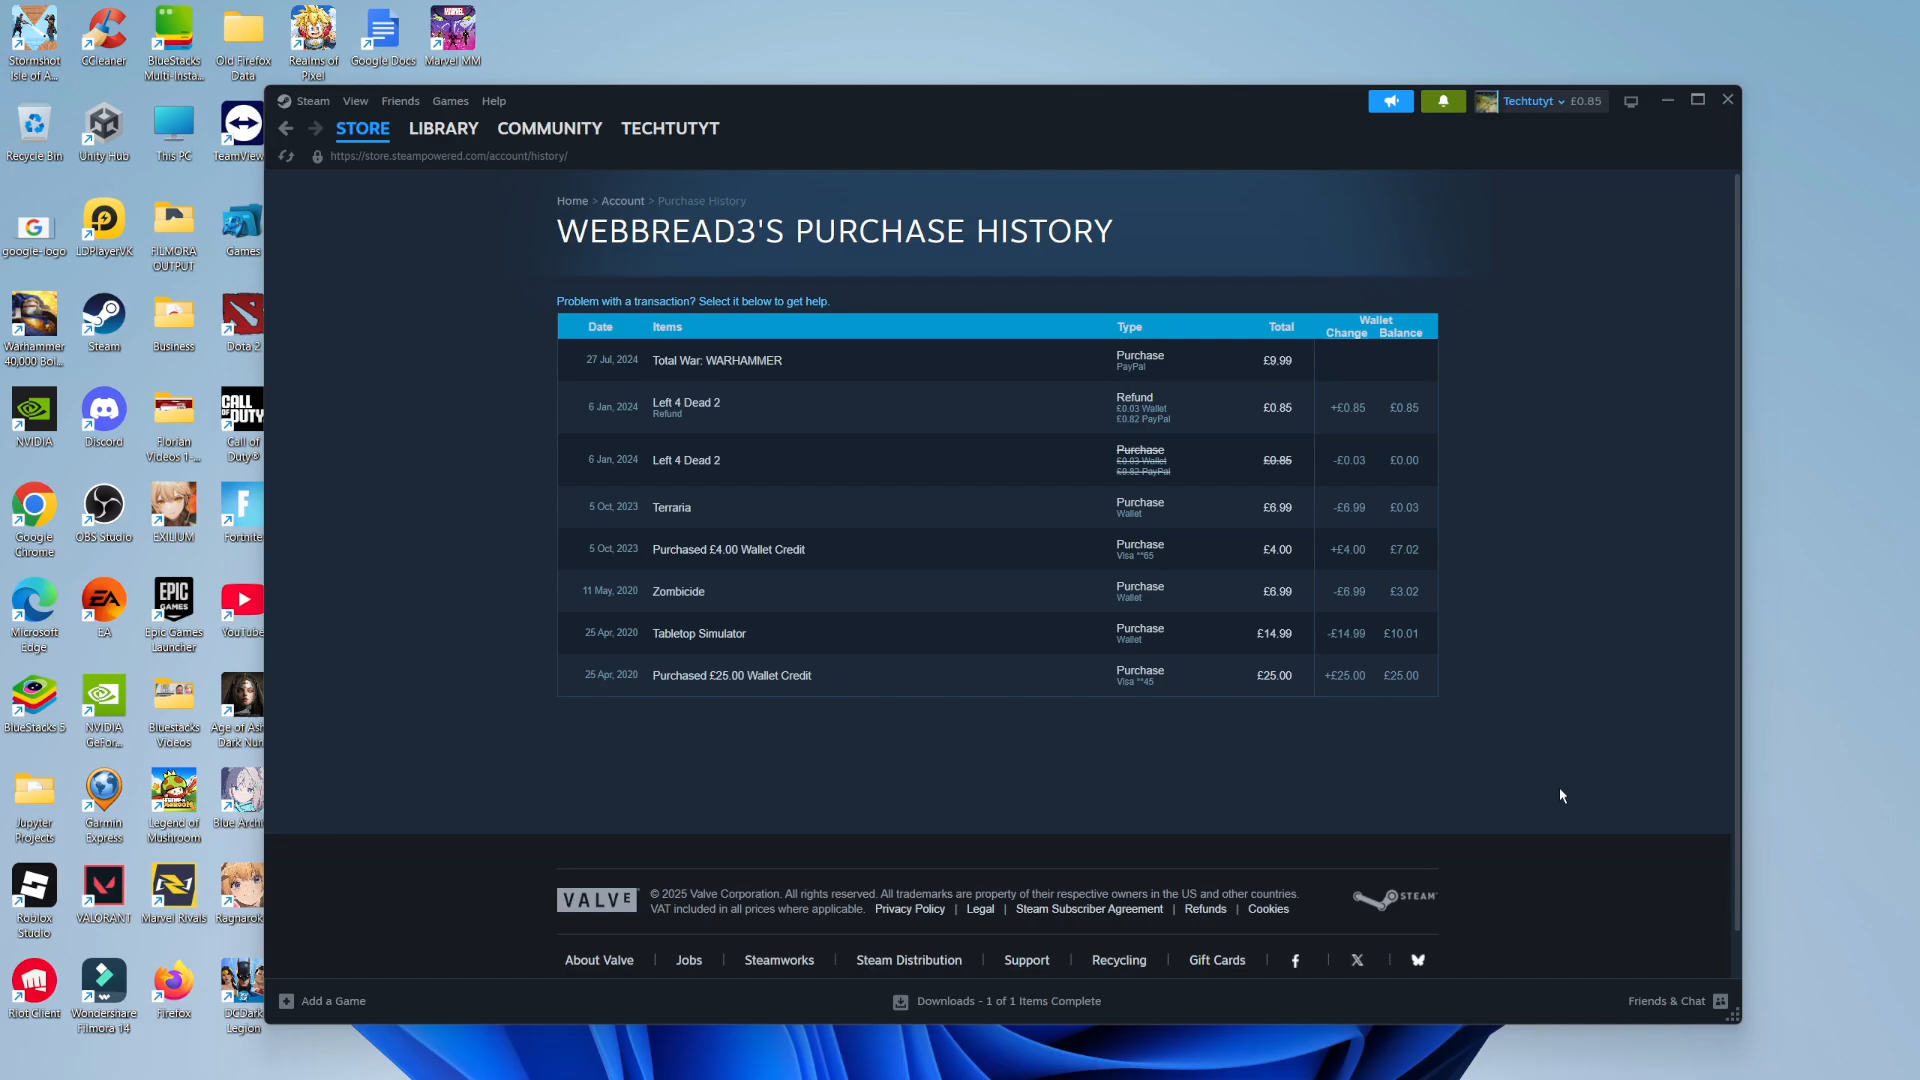 Stormshot
Isle of A...
CCleaner
BlueStacks
Multi-Insta...
Old Firefox
Data
Realms of
Pixel
Google Docs
MARVEL
Marvel MM
Recycle Bin
Unity Hub
This PC
TeamView
google-logo
LDPlayerVK
FILMORA
OUTPUT
Games
Warhammer
40,000 Bol...
Steam
Business
Dota 2
NVIDIA
Discord
Florian
Videos 1-...
CALL OF
DUTY
Call of
Duty®
Google
Chrome
OBS Studio
EXILIUM
Fortnite
Microsoft
Edge
EA
EA
EPIC
GAMES
Epic Games
Launcher
YouTube
BlueStacks 5
NVIDIA
GeFor...
Bluestacks
Videos
Age of Ash
Dark Nun
Jupyter
Projects
Garmin
Express
Legend of
Mushroom
Blue Archi
Roblox
Studio
VALORANT
Marvel Rivals
Ragnarok
Riot Client
Wondershare
Filmora 14
Firefox
DCDark
Legion
Steam View Friends Games Help
Techtutyt £0.85
STORE LIBRARY COMMUNITY TECHTUTYT
https://store.steampowered.com/account/history/
Home > Account > Purchase History
WEBBREAD3'S PURCHASE HISTORY
Problem with a transaction? Select it below to get help.
Date Items Type Total Wallet
Change Balance
27 Jul, 2024 Total War: WARHAMMER Purchase £9.99
PayPal
6 Jan, 2024 Left 4 Dead 2 Refund £0.85 +£0.85 £0.85
Refund £0.03 Wallet
£0.82 PayPal
6 Jan, 2024 Left 4 Dead 2 Purchase £0.85 -£0.03 £0.00
£0.03 Wallet
£0.82 PayPal
5 Oct, 2023 Terraria Purchase £6.99 -£6.99 £0.03
Wallet
5 Oct, 2023 Purchased £4.00 Wallet Credit Purchase £4.00 +£4.00 £7.02
Visa **65
11 May, 2020 Zombicide Purchase £6.99 -£6.99 £3.02
Wallet
25 Apr, 2020 Tabletop Simulator Purchase £14.99 -£14.99 £10.01
Wallet
25 Apr, 2020 Purchased £25.00 Wallet Credit Purchase £25.00 +£25.00 £25.00
Visa **45
VALVE
© 2025 Valve Corporation. All rights reserved. All trademarks are property of their respective owners in the US and other countries.
VAT included in all prices where applicable. Privacy Policy | Legal | Steam Subscriber Agreement | Refunds | Cookies
STEAM
About Valve | Jobs | Steamworks | Steam Distribution | Support | Recycling | Gift Cards
Add a Game
Downloads - 1 of 1 Items Complete
Friends & Chat